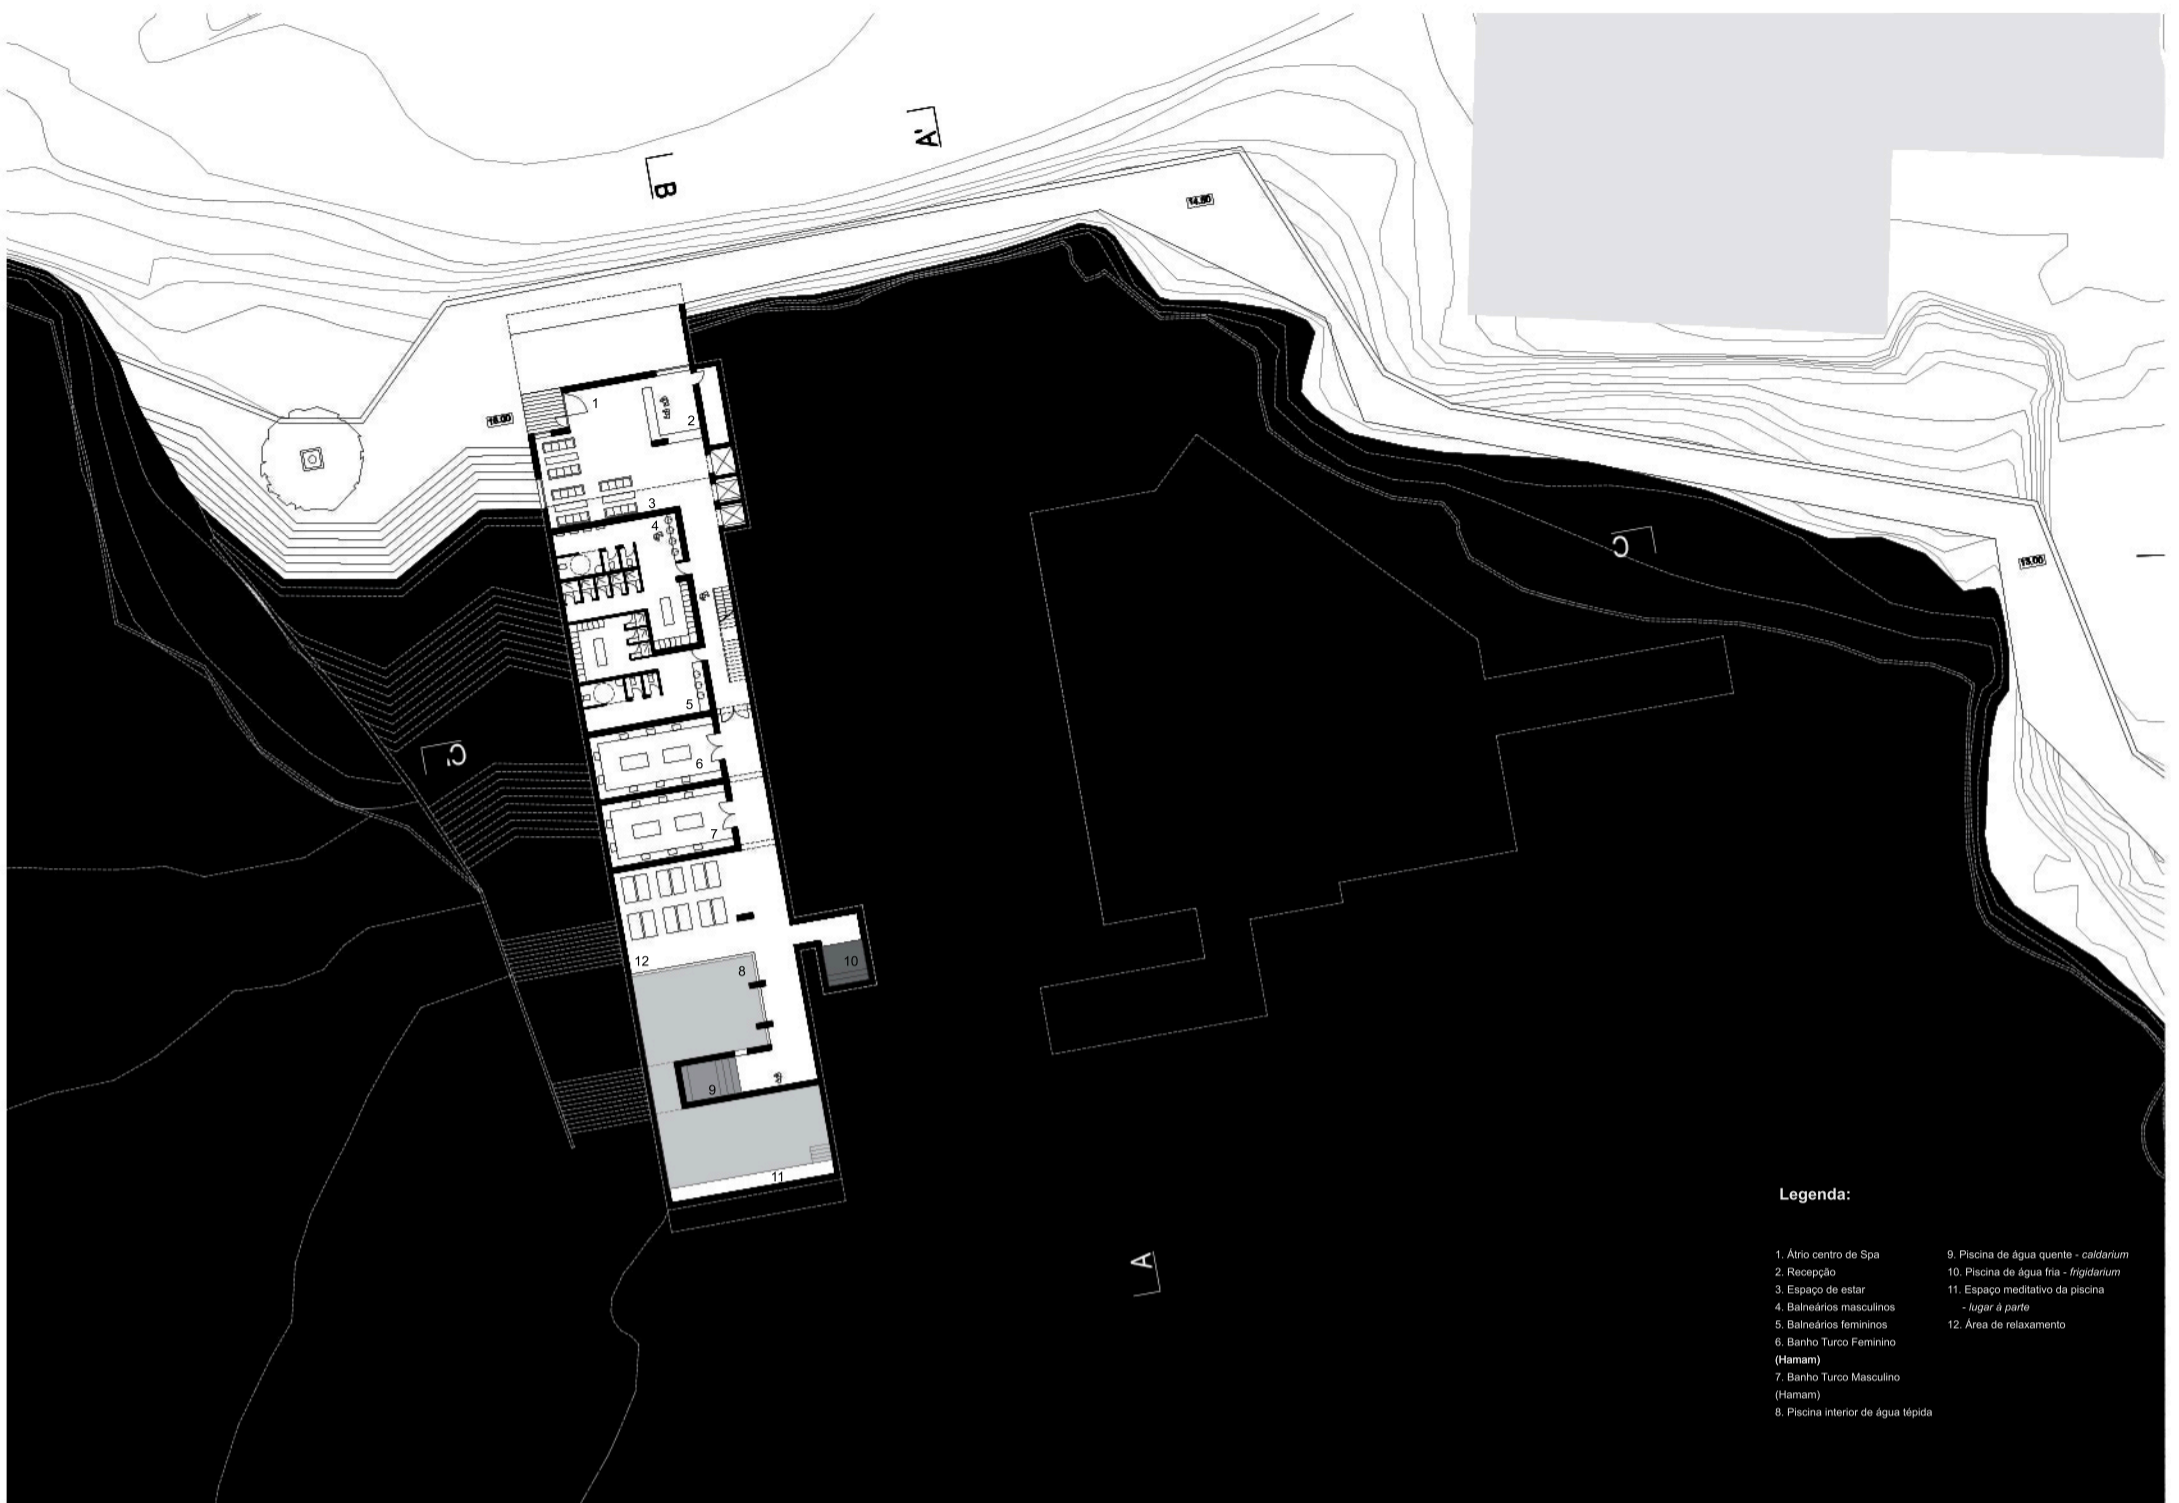 A'
B
14.50
1
2
16.00
3
4
C
13.00
5
C'
6
7
12
8
10
9
11
A
Legenda:
1. Átrio centro de Spa
2. Recepção
3. Espaço de estar
4. Balneários masculinos
5. Balneários femininos
6. Banho Turco Feminino
(Hamam)
7. Banho Turco Masculino
(Hamam)
8. Piscina interior de água tépida
9. Piscina de água quente - caldarium
10. Piscina de água fria - frigidarium
11. Espaço meditativo da piscina
- lugar à parte
12. Área de relaxamento